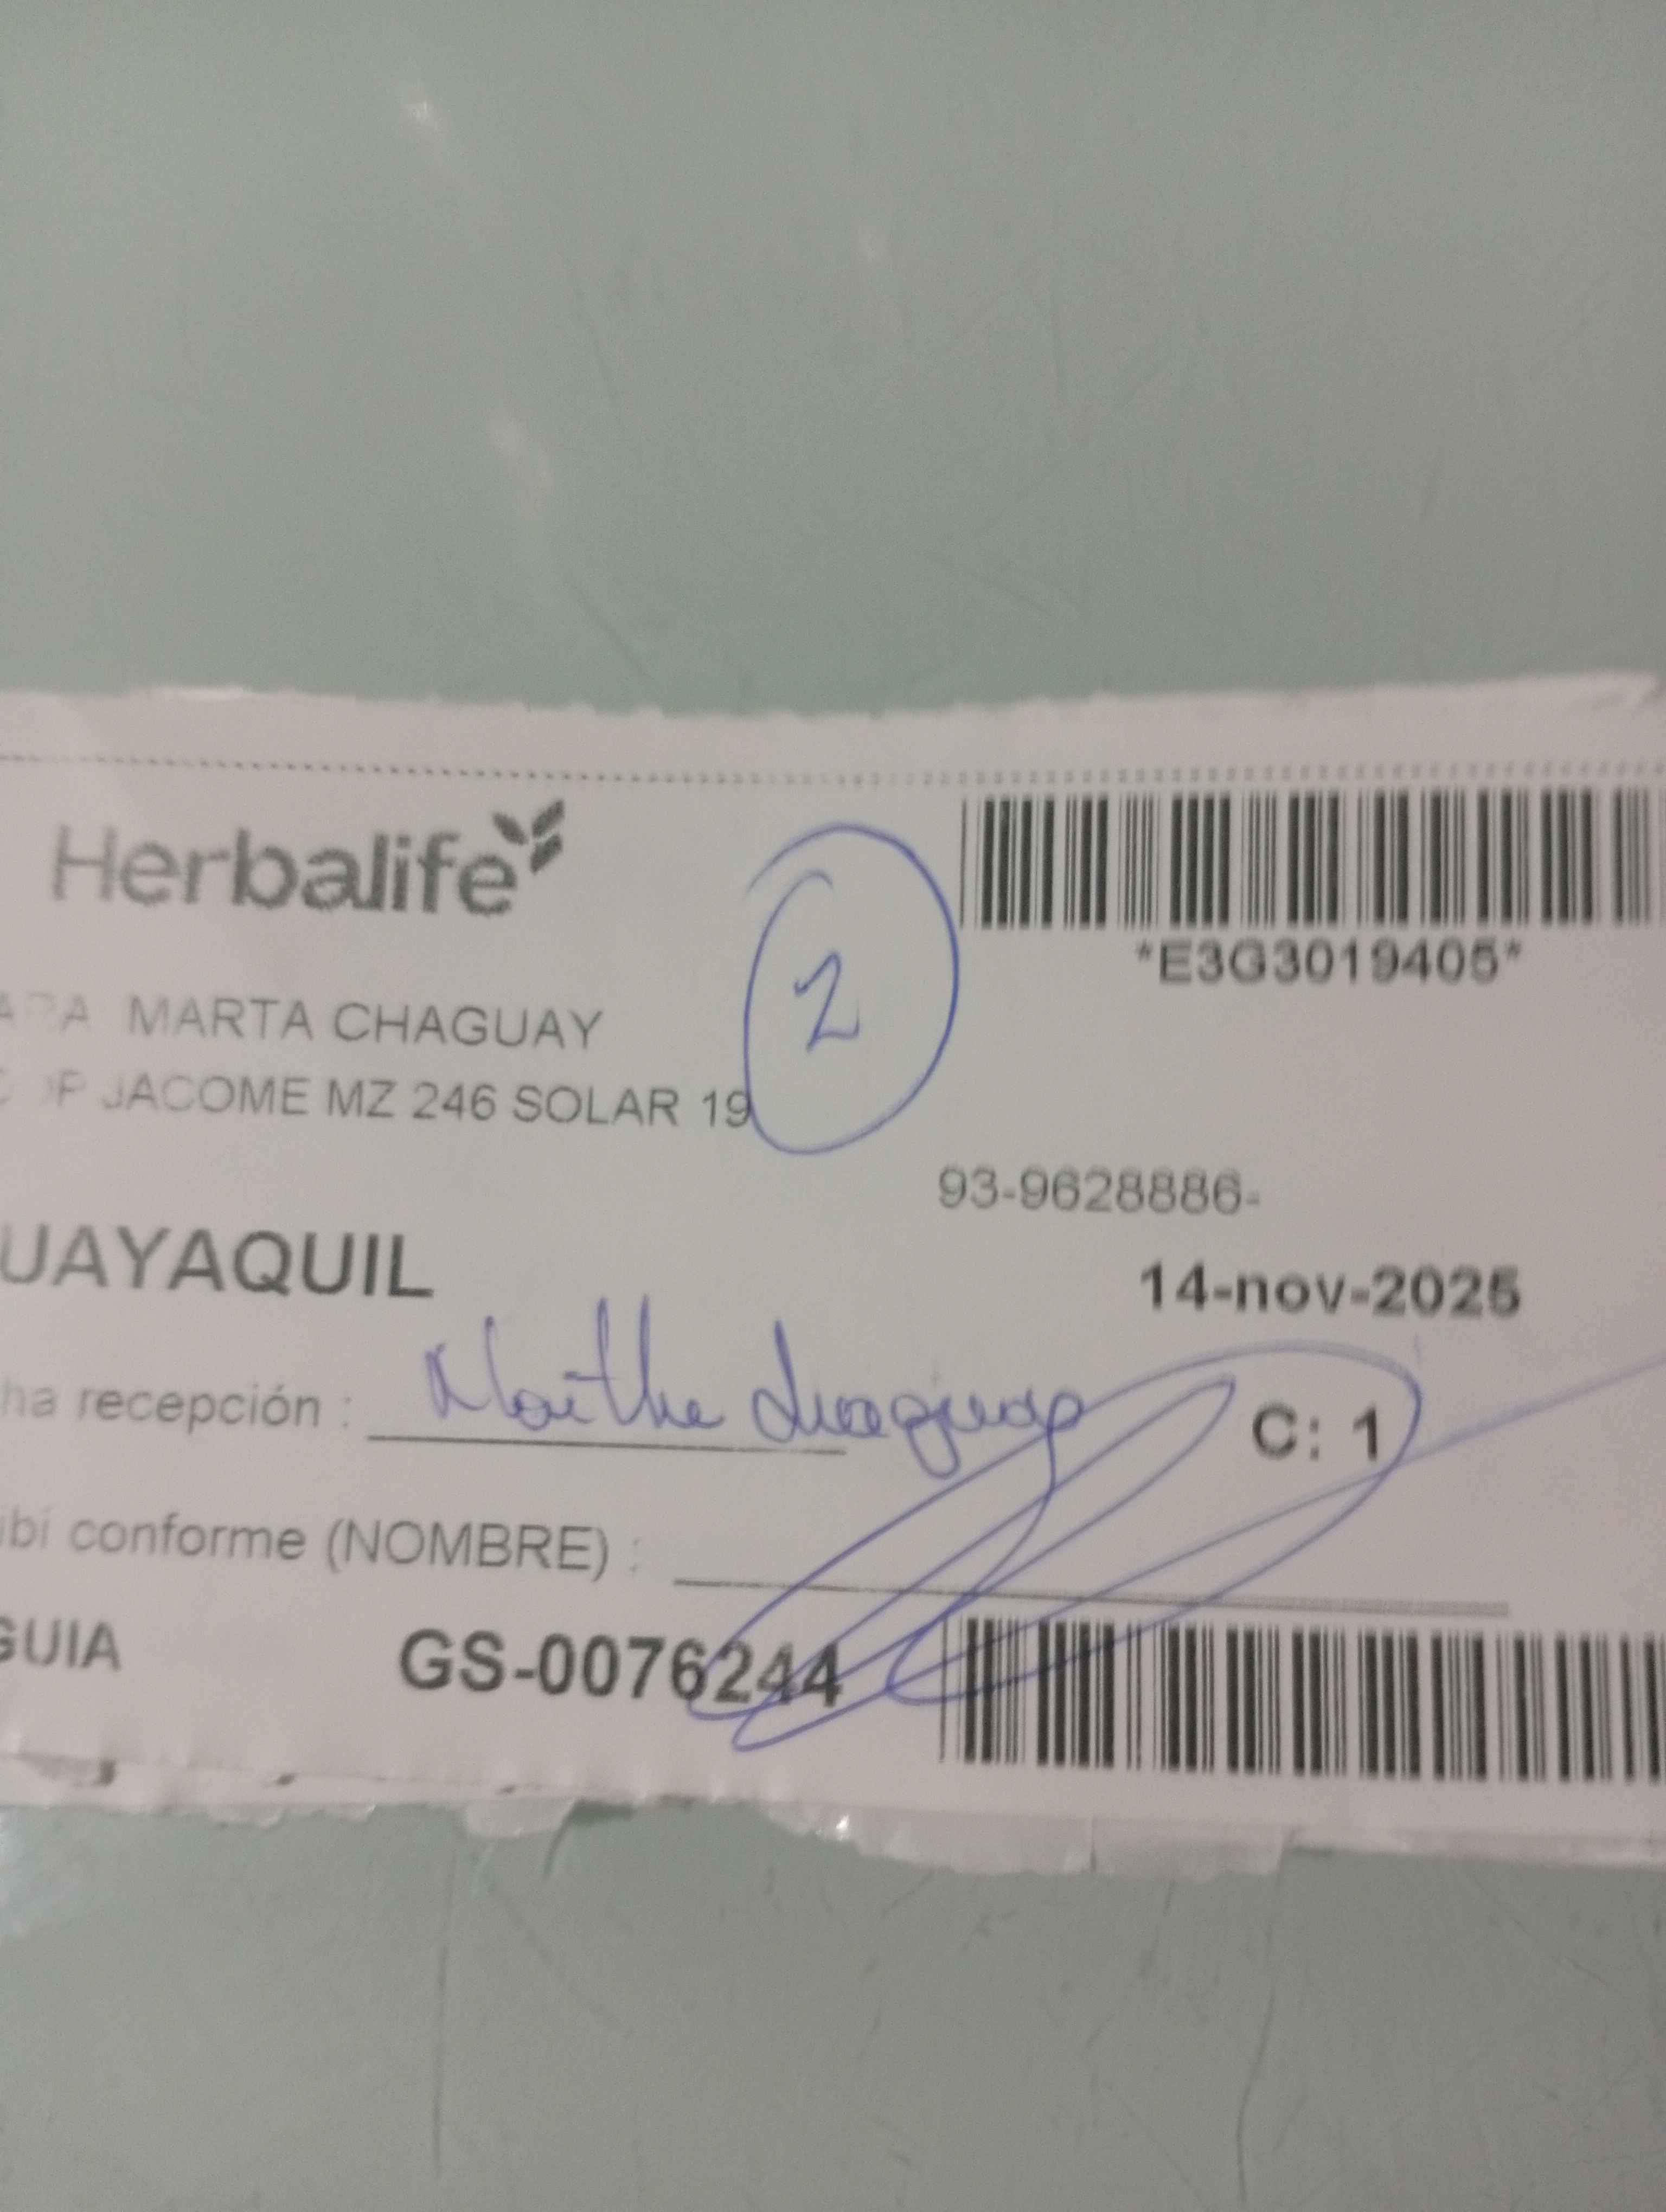 Herbalife
2
*E3G3019405*
MARTA CHAGUAY
JACOME MZ 246 SOLAR 19
93-9628886-
UAYAQUIL
14-nov-2025
ha recepción :
C: 1
ibí conforme (NOMBRE) :
GUIA GS-0076244